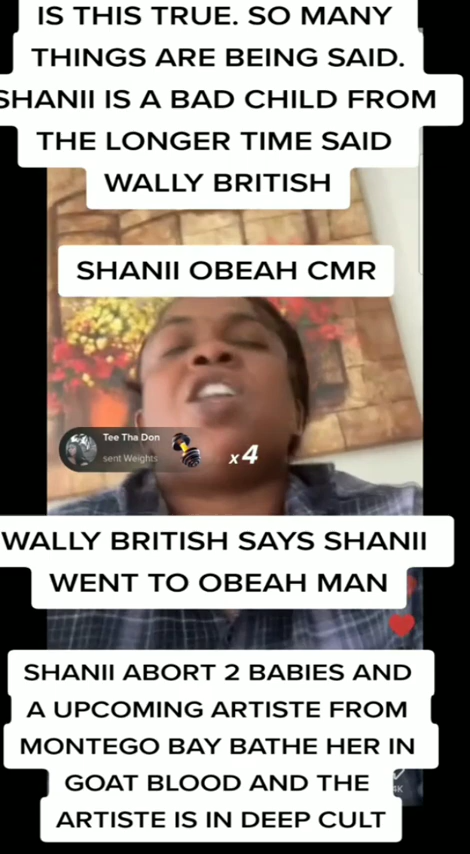 IS THIS TRUE. SO MANY
THINGS ARE BEING SAID.
SHANII IS A BAD CHILD FROM
THE LONGER TIME SAID
WALLY BRITISH
SHANII OBEAH CMR
Tee Tha Don
sent Weights
x4
WALLY BRITISH SAYS SHANII
WENT TO OBEAH MAN
SHANII ABORT 2 BABIES AND
A UPCOMING ARTISTE FROM
MONTEGO BAY BATHE HER IN
GOAT BLOOD AND THE
ARTISTE IS IN DEEP CULT